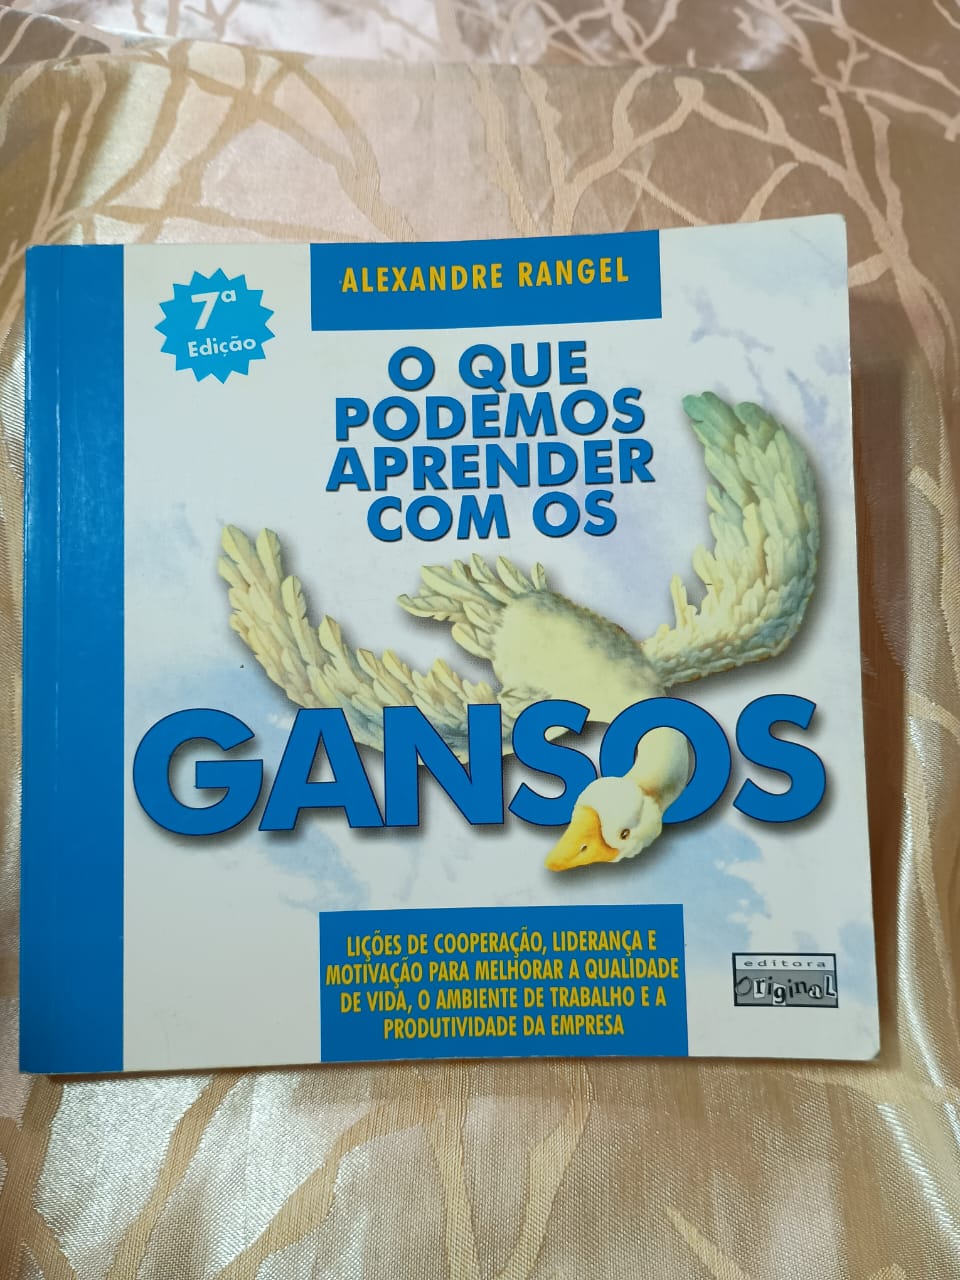 ALEXANDRE RANGEL
7ª
Edição
O QUE
PODEMOS
APRENDER
COM OS
GANSOS
LIÇÕES DE COOPERAÇÃO, LIDERANÇA E
MOTIVAÇÃO PARA MELHORAR A QUALIDADE
DE VIDA, O AMBIENTE DE TRABALHO E A
PRODUTIVIDADE DA EMPRESA
editora
OriginaL